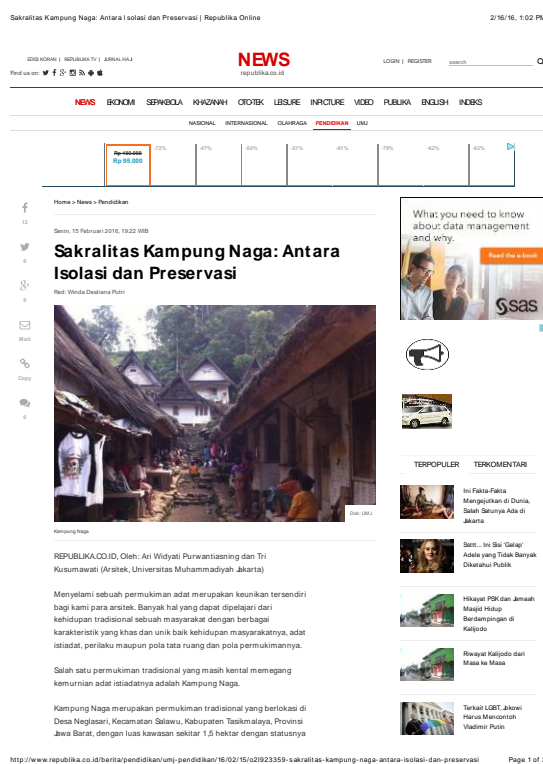 Sakralitas Kampung Naga: Antara Isolasi dan Preservasi | Republika Online
2/16/16, 1:02 PM
EDISI KORAN | REPUBLIKA TV | JURNAL HAJI
Find us on:
NEWS
republika.co.id
LOGIN | REGISTER
search
NEWS EKONOMI SEPAKBOLA KHAZANAH OTOTEK LEISURE INPICTURE VIDEO PUBLIKA ENGLISH INDEKS
NASIONAL INTERNASIONAL OLAHRAGA PENDIDIKAN UMJ
Rp 95.000
-72% -47%
Home > News > Pendidikan
Senin, 15 Februari 2016, 19:22 WIB
Sakralitas Kampung Naga: Antara
Isolasi dan Preservasi
Red: Winda Destiana Putri
12
0
0
Mail
Copy
0
Dok: UMJ
Kampung Naga
REPUBLIKA.CO.ID, Oleh: Ari Widyati Purwantiasning dan Tri
Kusumawati (Arsitek, Universitas Muhammadiyah Jakarta)
Menyelami sebuah permukiman adat merupakan keunikan tersendiri
bagi kami para arsitek. Banyak hal yang dapat dipelajari dari
kehidupan tradisional sebuah masyarakat dengan berbagai
karakteristik yang khas dan unik baik kehidupan masyarakatnya, adat
istiadat, perilaku maupun pola tata ruang dan pola permukimannya.
Salah satu permukiman tradisional yang masih kental memegang
kemurnian adat istiadatnya adalah Kampung Naga.
Kampung Naga merupakan permukiman tradisional yang berlokasi di
Desa Neglasari, Kecamatan Salawu, Kabupaten Tasikmalaya, Provinsi
Jawa Barat, dengan luas kawasan sekitar 1,5 hektar dengan statusnya
What you need to know
about data management
and why.
Read the e-book
sas
TERPOPULER TERKOMENTARI
Ini Fakta-Fakta
Mengejutkan di Dunia,
Salah Satunya Ada di
Jakarta
Ssttt... Ini Sisi 'Gelap'
Adele yang Tidak Banyak
Diketahui Publik
Hikayat PSK dan Jamaah
Masjid Hidup
Berdampingan di
Kalijodo
Riwayat Kalijodo dari
Masa ke Masa
Terkait LGBT, Jokowi
Harus Mencontoh
Vladimir Putin
http://www.republika.co.id/berita/pendidikan/umj-pendidikan/16/02/15/o2l923359-sakralitas-kampung-naga-antara-isolasi-dan-preservasi
Page 1 of